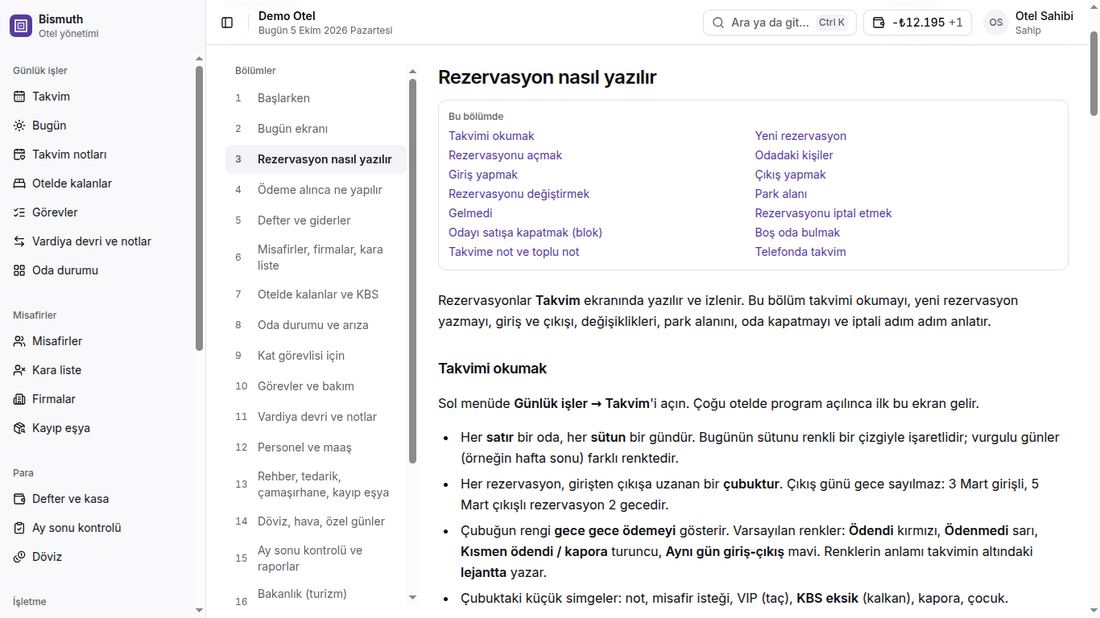 Bismuth
Otel yönetimi
Günlük işler
Takvim
Bugün
Takvim notları
Otelde kalanlar
Görevler
Vardiya devri ve notlar
Oda durumu
Misafirler
Misafirler
Kara liste
Firmalar
Kayıp eşya
Para
Defter ve kasa
Ay sonu kontrolü
Döviz
İşletme
Demo Otel
Bugün 5 Ekim 2026 Pazartesi
Ara ya da git... Ctrl K
-₺12.195 +1
OS
Otel Sahibi
Sahip
Bölümler
1 Başlarken
2 Bugün ekranı
3 Rezervasyon nasıl yazılır
4 Ödeme alınca ne yapılır
5 Defter ve giderler
6 Misafirler, firmalar, kara
liste
7 Otelde kalanlar ve KBS
8 Oda durumu ve arıza
9 Kat görevlisi için
10 Görevler ve bakım
11 Vardiya devri ve notlar
12 Personel ve maaş
13 Rehber, tedarik,
çamaşırhane, kayıp eşya
14 Döviz, hava, özel günler
15 Ay sonu kontrolü ve
raporlar
16 Bakanlık (turizm)
Rezervasyon nasıl yazılır
Bu bölümde
Takvimi okumak Yeni rezervasyon
Rezervasyonu açmak Odadaki kişiler
Giriş yapmak Çıkış yapmak
Rezervasyonu değiştirmek Park alanı
Gelmedi Rezervasyonu iptal etmek
Odayı satışa kapatmak (blok) Boş oda bulmak
Takvime not ve toplu not Telefonda takvim
Rezervasyonlar Takvim ekranında yazılır ve izlenir. Bu bölüm takvimi okumayı, yeni rezervasyon
yazmayı, giriş ve çıkışı, değişiklikleri, park alanını, oda kapatmayı ve iptali adım adım anlatır.
Takvimi okumak
Sol menüde Günlük işler → Takvim'i açın. Çoğu otelde program açılınca ilk bu ekran gelir.
• Her satır bir oda, her sütun bir gündür. Bugünün sütunu renkli bir çizgiyle işaretlidir; vurgulu günler
(örneğin hafta sonu) farklı renktedir.
• Her rezervasyon, girişten çıkışa uzanan bir çubuktur. Çıkış günü gece sayılmaz: 3 Mart girişli, 5
Mart çıkışlı rezervasyon 2 gecedir.
• Çubuğun rengi gece gece ödemeyi gösterir. Varsayılan renkler: Ödendi kırmızı, Ödenmedi sarı,
Kısmen ödendi / kapora turuncu, Aynı gün giriş-çıkış mavi. Renklerin anlamı takvimin altındaki
lejantta yazar.
• Çubuktaki küçük simgeler: not, misafir isteği, VIP (taç), KBS eksik (kalkan), kapora, çocuk.